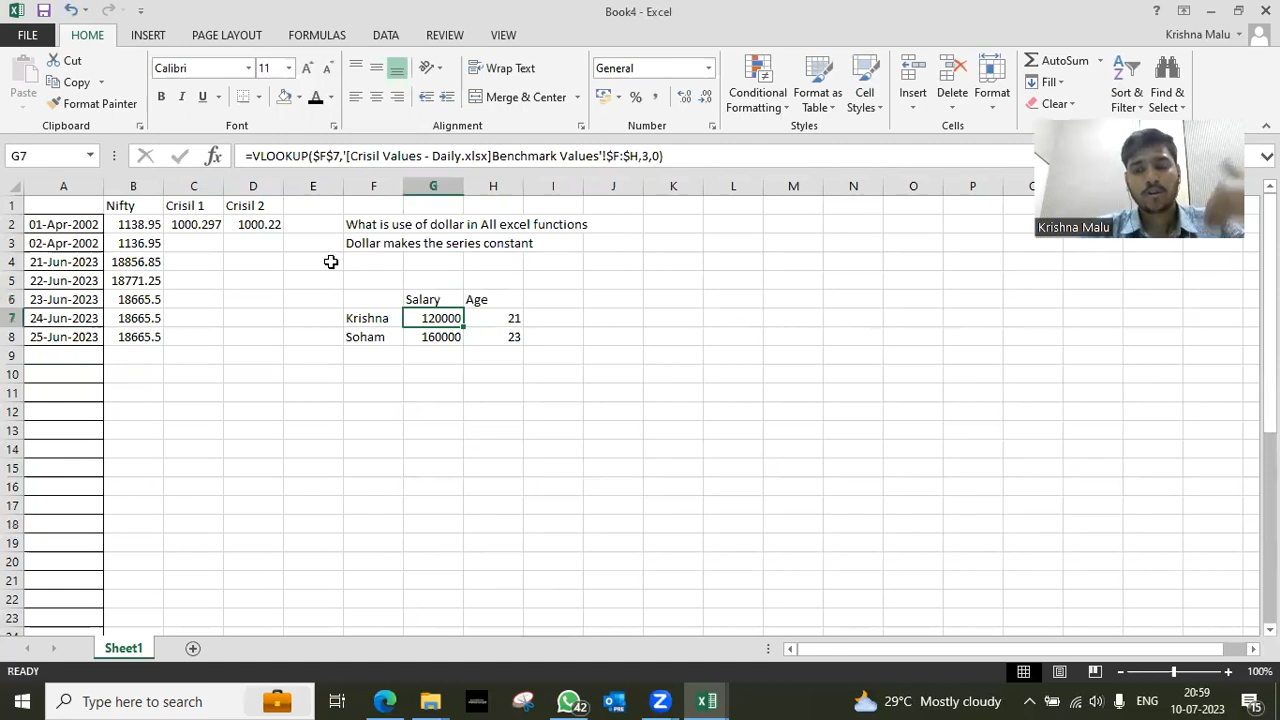 Book4 - Excel
FILE HOME INSERT PAGE LAYOUT FORMULAS DATA REVIEW VIEW
Krishna Malu
Paste
Cut
Copy
Format Painter
Clipboard
Calibri 11
B I U
Font
Wrap Text
Merge & Center
Alignment
General
Number
Conditional Formatting
Format as Table
Cell Styles
Styles
Insert
Delete
Format
Cells
AutoSum
Fill
Clear
Sort & Filter
Find & Select
G7 =VLOOKUP($F$7,'[Crisil Values - Daily.xlsx]Benchmark Values'!$F:$H,3,0)
Krishna Malu
A B C D E F G H I J K L M N O P
1 Nifty Crisil 1 Crisil 2
2 01-Apr-2002 1138.95 1000.297 1000.22 What is use of dollar in All excel functions
3 02-Apr-2002 1136.95 Dollar makes the series constant
4 21-Jun-2023 18856.85
5 22-Jun-2023 18771.25
6 23-Jun-2023 18665.5 Salary Age
7 24-Jun-2023 18665.5 Krishna 120000 21
8 25-Jun-2023 18665.5 Soham 160000 23
9
10
11
12
13
14
15
16
17
18
19
20
21
22
23
Sheet1
READY
100%
Type here to search
42
29°C Mostly cloudy
ENG
20:59
10-07-2023
15